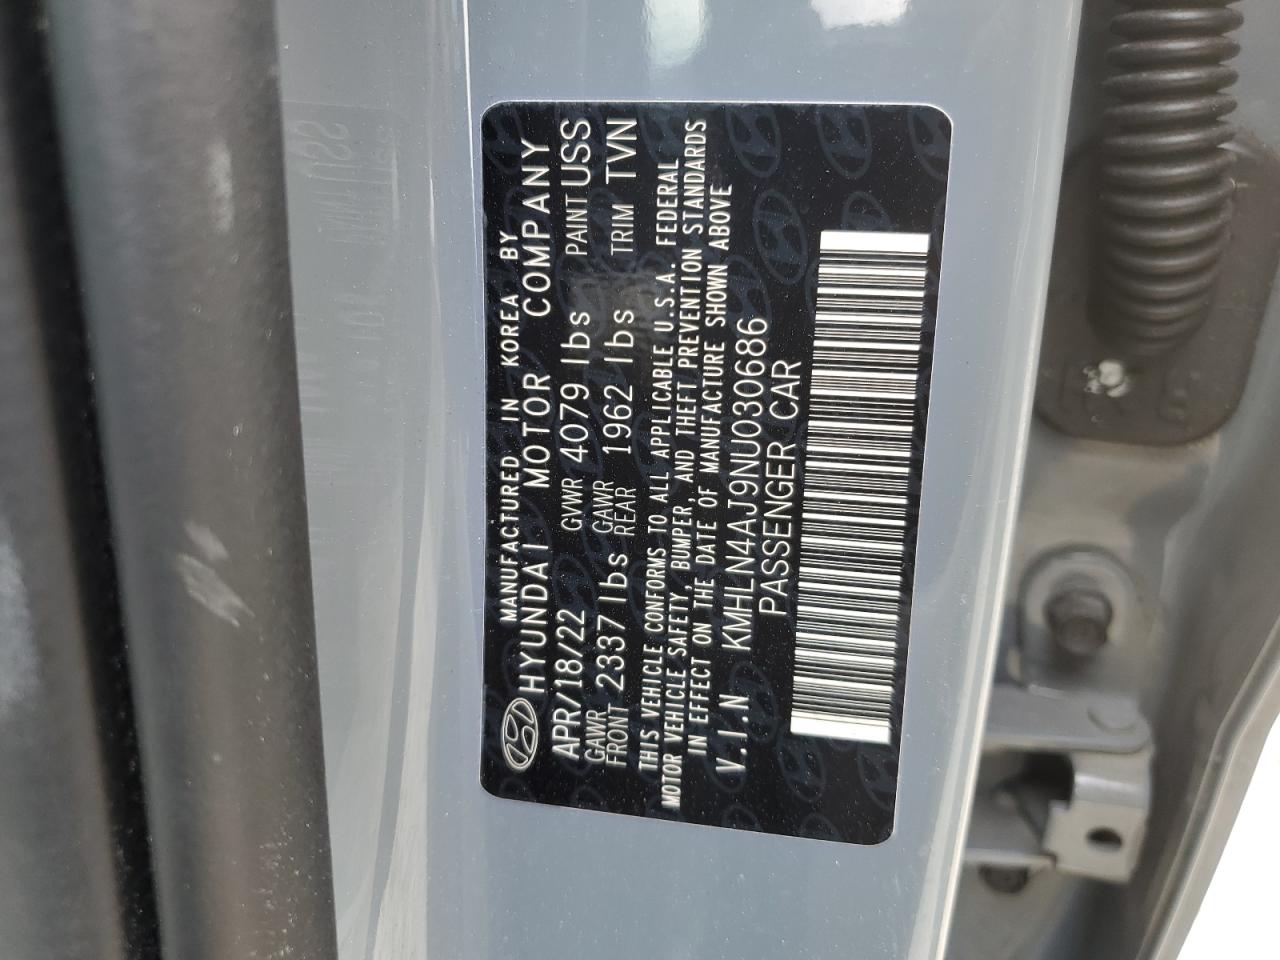 MANUFACTURED IN KOREA BY
HYUNDAI MOTOR COMPANY
APR/18/22 GVWR 4079 lbs PAINT USS
GAWR FRONT 2337 lbs GAWR REAR 1962 lbs TRIM TVN
THIS VEHICLE CONFORMS TO ALL APPLICABLE U.S.A. FEDERAL
MOTOR VEHICLE SAFETY, BUMPER, AND THEFT PREVENTION STANDARDS
IN EFFECT ON THE DATE OF MANUFACTURE SHOWN ABOVE
V.I.N KMHLN4AJ9NU030686
PASSENGER CAR